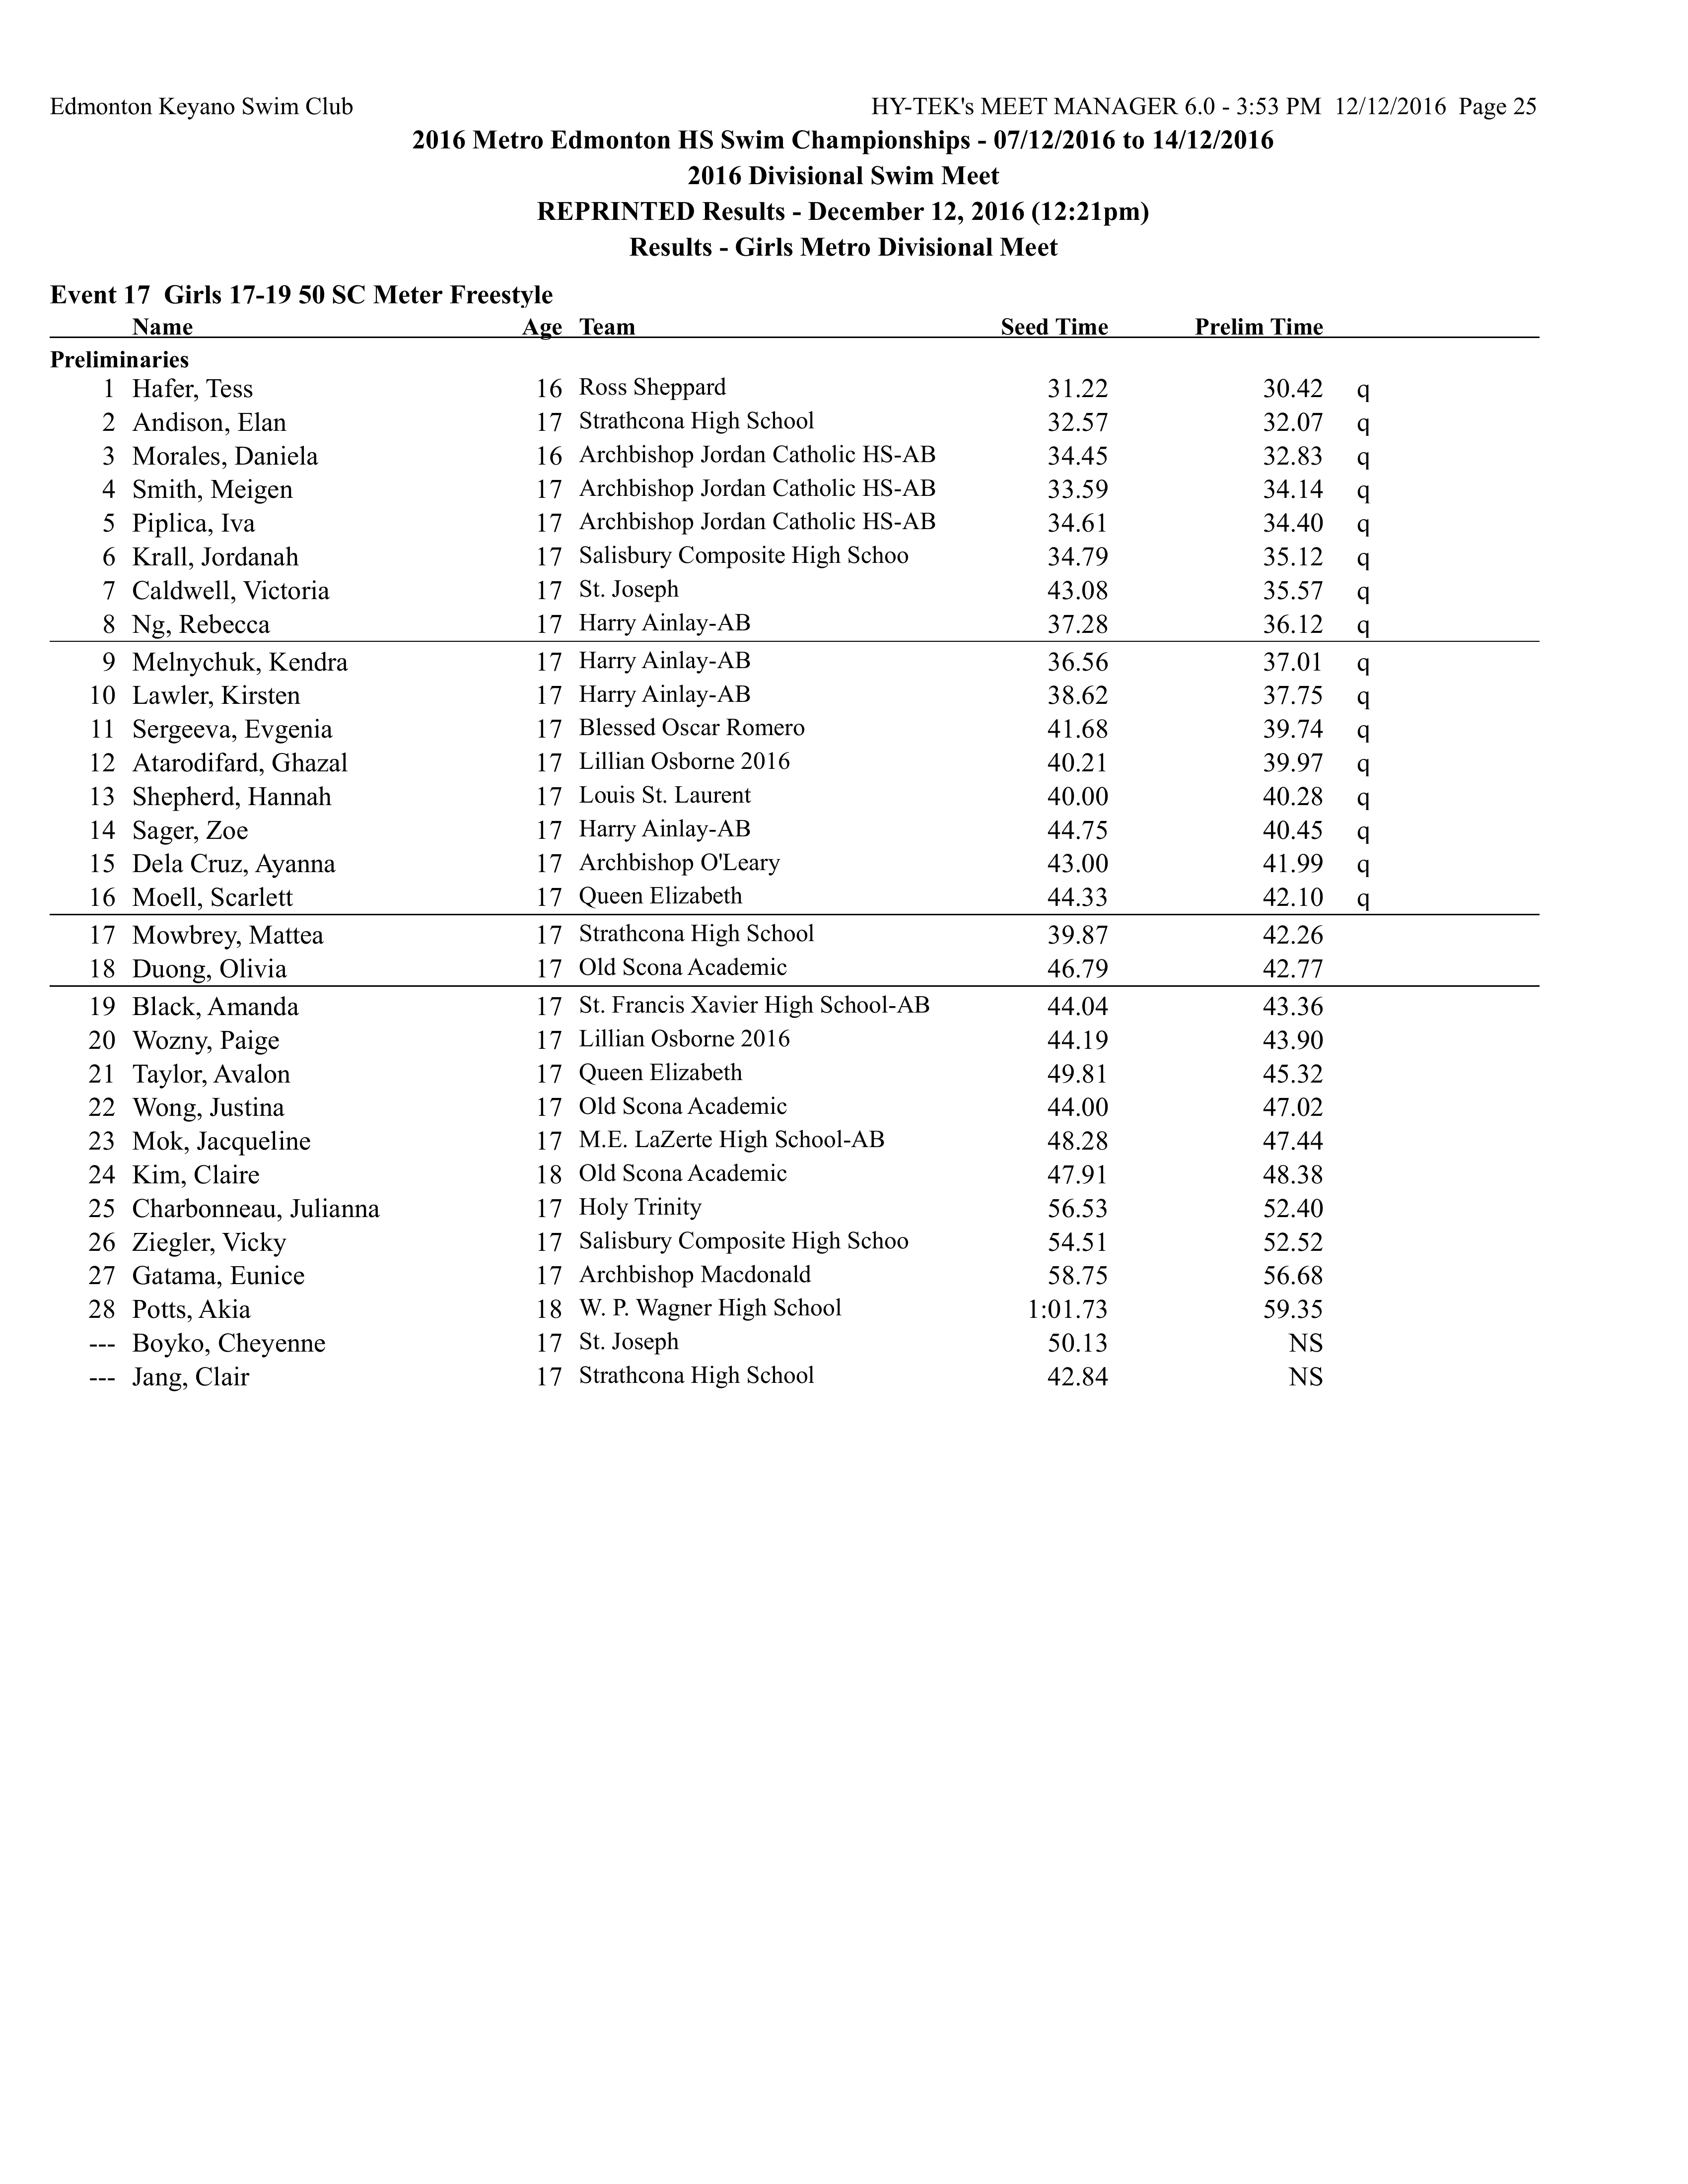 Edmonton Keyano Swim Club HY-TEK's MEET MANAGER 6.0 - 3:53 PM 12/12/2016 Page 25
2016 Metro Edmonton HS Swim Championships - 07/12/2016 to 14/12/2016
2016 Divisional Swim Meet
REPRINTED Results - December 12, 2016 (12:21pm)
Results - Girls Metro Divisional Meet
Event 17 Girls 17-19 50 SC Meter Freestyle
Name Age Team Seed Time Prelim Time
Preliminaries
1 Hafer, Tess 16 Ross Sheppard 31.22 30.42 q
2 Andison, Elan 17 Strathcona High School 32.57 32.07 q
3 Morales, Daniela 16 Archbishop Jordan Catholic HS-AB 34.45 32.83 q
4 Smith, Meigen 17 Archbishop Jordan Catholic HS-AB 33.59 34.14 q
5 Piplica, Iva 17 Archbishop Jordan Catholic HS-AB 34.61 34.40 q
6 Krall, Jordanah 17 Salisbury Composite High Schoo 34.79 35.12 q
7 Caldwell, Victoria 17 St. Joseph 43.08 35.57 q
8 Ng, Rebecca 17 Harry Ainlay-AB 37.28 36.12 q
9 Melnychuk, Kendra 17 Harry Ainlay-AB 36.56 37.01 q
10 Lawler, Kirsten 17 Harry Ainlay-AB 38.62 37.75 q
11 Sergeeva, Evgenia 17 Blessed Oscar Romero 41.68 39.74 q
12 Atarodifard, Ghazal 17 Lillian Osborne 2016 40.21 39.97 q
13 Shepherd, Hannah 17 Louis St. Laurent 40.00 40.28 q
14 Sager, Zoe 17 Harry Ainlay-AB 44.75 40.45 q
15 Dela Cruz, Ayanna 17 Archbishop O'Leary 43.00 41.99 q
16 Moell, Scarlett 17 Queen Elizabeth 44.33 42.10 q
17 Mowbrey, Mattea 17 Strathcona High School 39.87 42.26
18 Duong, Olivia 17 Old Scona Academic 46.79 42.77
19 Black, Amanda 17 St. Francis Xavier High School-AB 44.04 43.36
20 Wozny, Paige 17 Lillian Osborne 2016 44.19 43.90
21 Taylor, Avalon 17 Queen Elizabeth 49.81 45.32
22 Wong, Justina 17 Old Scona Academic 44.00 47.02
23 Mok, Jacqueline 17 M.E. LaZerte High School-AB 48.28 47.44
24 Kim, Claire 18 Old Scona Academic 47.91 48.38
25 Charbonneau, Julianna 17 Holy Trinity 56.53 52.40
26 Ziegler, Vicky 17 Salisbury Composite High Schoo 54.51 52.52
27 Gatama, Eunice 17 Archbishop Macdonald 58.75 56.68
28 Potts, Akia 18 W. P. Wagner High School 1:01.73 59.35
--- Boyko, Cheyenne 17 St. Joseph 50.13 NS
--- Jang, Clair 17 Strathcona High School 42.84 NS